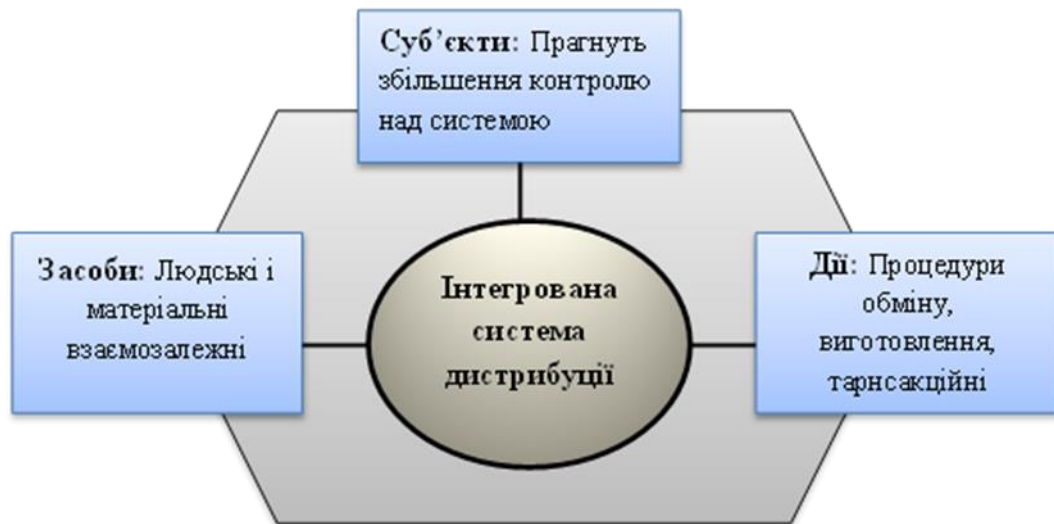 Суб’єкти: Прагнуть
збільшення контролю
над системою
Засоби: Людські і
матеріальні
взаємозалежні
Інтегрована
система
дистрибуції
Дії: Процедури
обміну,
виготовлення,
тарнсакційні